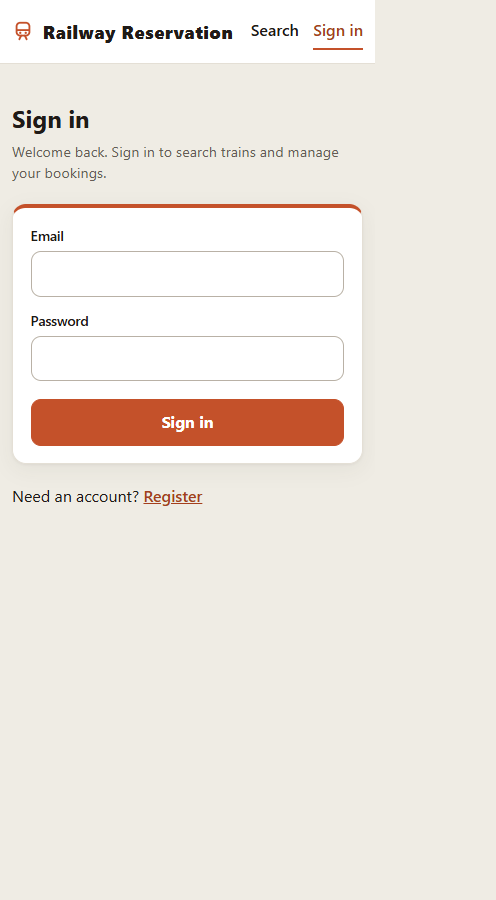 Railway Reservation Search Sign in
Sign in
Welcome back. Sign in to search trains and manage
your bookings.
Email
Password
Sign in
Need an account? Register